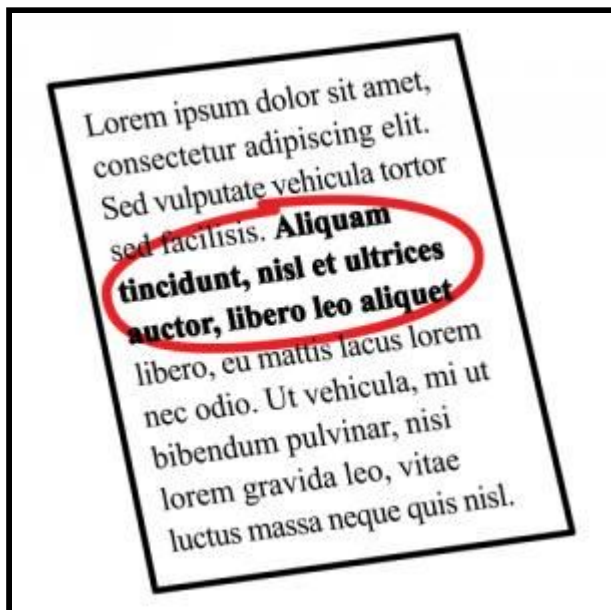 Lorem ipsum dolor sit amet,
consectetur adipiscing elit.
Sed vulputate vehicula tortor
sed facilisis. Aliquam
tincidunt, nisl et ultrices
auctor, libero leo aliquet
libero, eu mattis lacus lorem
nec odio. Ut vehicula, mi ut
bibendum pulvinar, nisi
lorem gravida leo, vitae
luctus massa neque quis nisl.